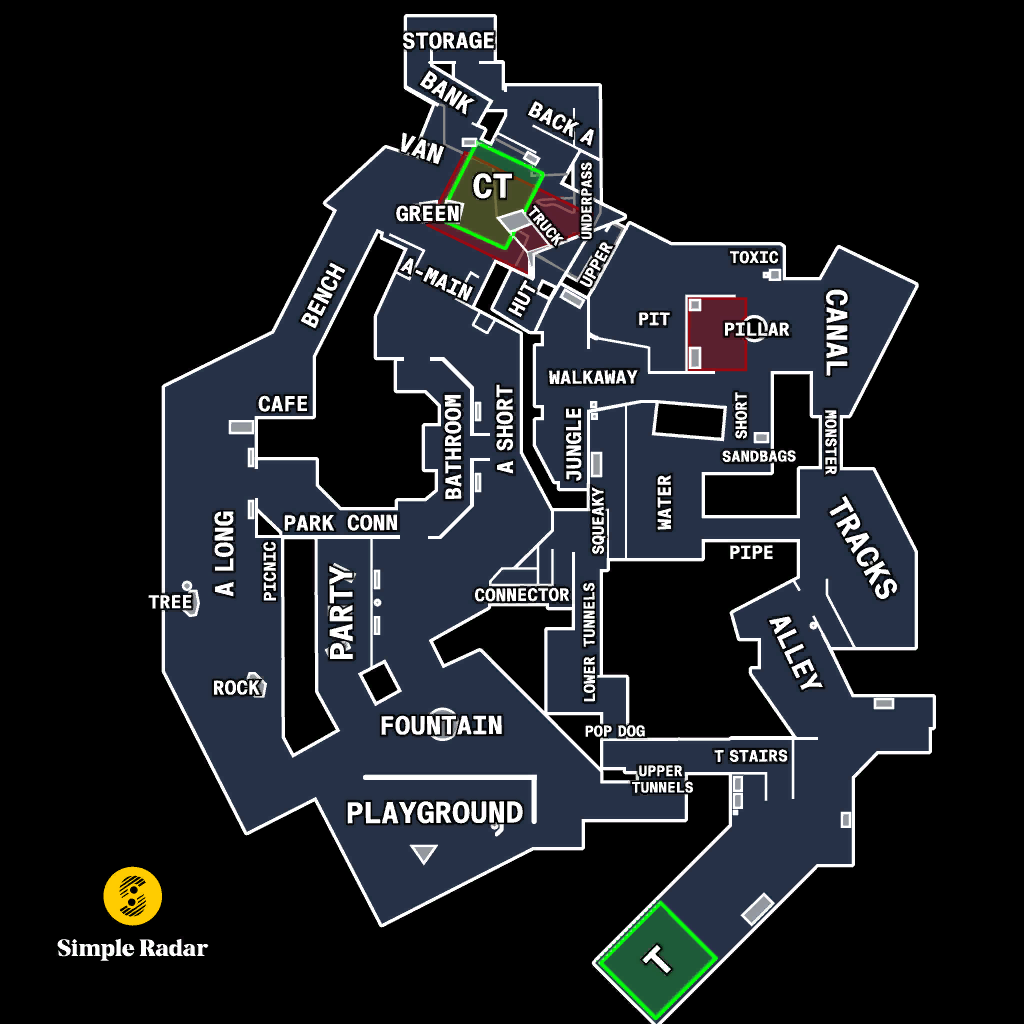 STORAGE
BANK
BACK A
VAN
CT
UNDERPASS
GREEN
TRUCK
UPPER
TOXIC
A-MAIN
HUT
BENCH
PIT
PILLAR
CANAL
WALKAWAY
CAFE
BATHROOM
A SHORT
JUNGLE
SHORT
MONSTER
SANDBAGS
WATER
SQUEAKY
PARK CONN
A LONG
PICNIC
PIPE
TRACKS
TREE
PARTY
CONNECTOR
LOWER TUNNELS
ALLEY
ROCK
FOUNTAIN
POP DOG
T STAIRS
UPPER
TUNNELS
PLAYGROUND
T
Simple Radar